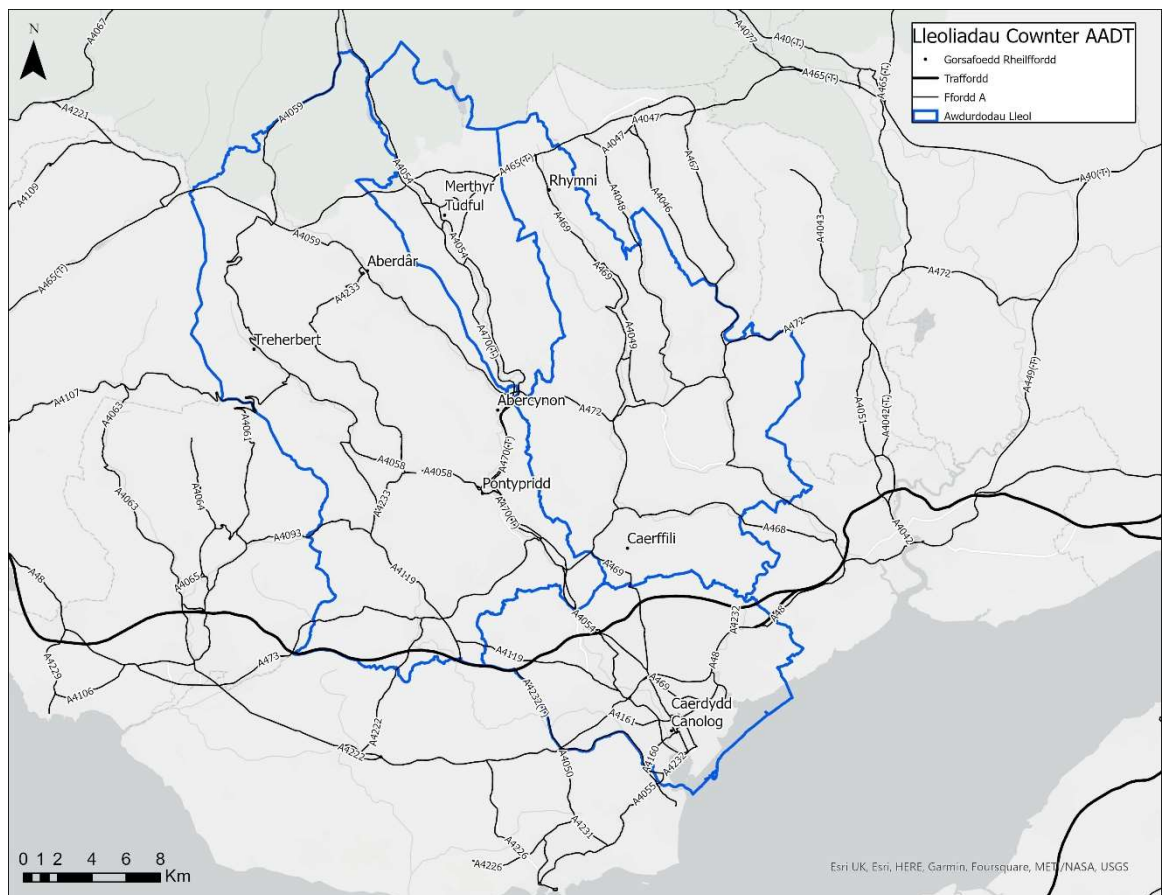 N
Lleoliadau Cownter AADT
Gorsafoedd Rheilffordd
Traffordd
Ffordd A
Awdurdodau Lleol
A4067
A40(T)
A4077
A465(T)
A465(T)
A4221
A4059
A4047
A4047
A467
A4109
A4054
A465(T)
A40(T)
Merthyr
Tudful
Rhymni
A4048
A4046
A4043
A469
A4059
A4054
A465(T)
Aberdâr
A4233
A469
A472
A472
Treherbert
A470(T)
A4049
A449(T)
A4107
A4063
A4061
Abercynon
A472
A4051
A4042(T)
A470(T)
A4058
A4058
A4063
A4064
A4233
Pontypridd
A470(T)
A468
A4042
A4093
Caerffili
A469
A48
A4065
A4119
A4054
A4232
A48
A473
A4119
A48
A4229
A4106
A469
A4232(T)
Caerdydd
Canolog
A4222
A4161
A4222
A4160
A4232
A4050
A4055
A4231
A4226
A4226
0 1 2 4 6 8
Km
Esri UK, Esri, HERE, Garmin, Foursquare, METI/NASA, USGS